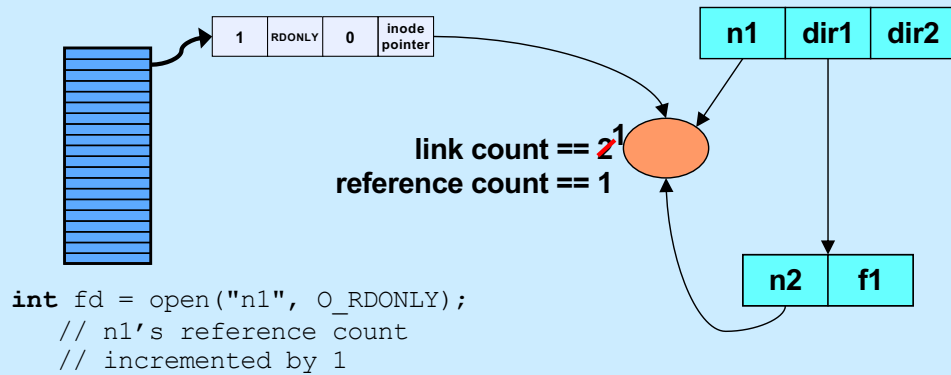 1 RDONLY 0 inode pointer
n1 dir1 dir2
link count == 2 1
reference count == 1
n2 f1
int fd = open("n1", O_RDONLY);
// n1's reference count
// incremented by 1